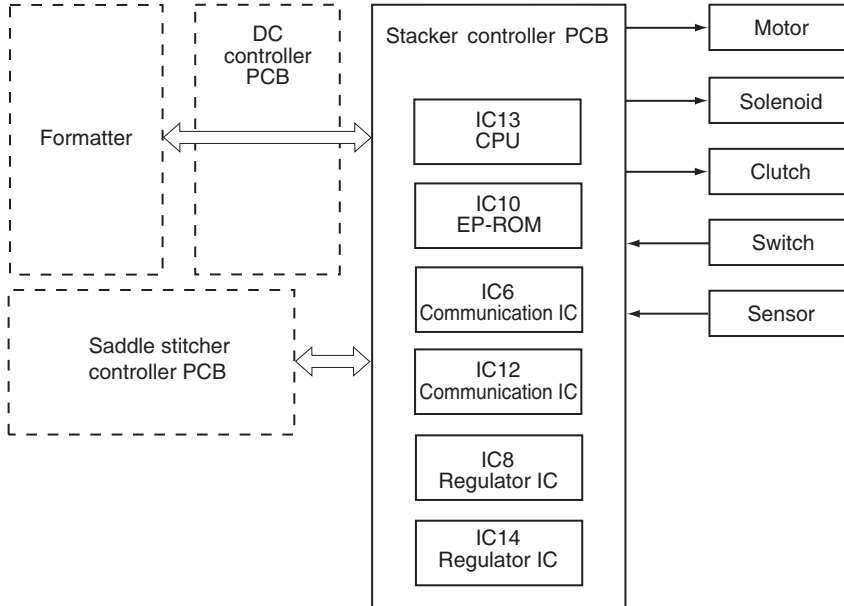 Formatter
DC
controller
PCB
Saddle stitcher
controller PCB
Stacker controller PCB
IC13
CPU
IC10
EP-ROM
IC6
Communication IC
IC12
Communication IC
IC8
Regulator IC
IC14
Regulator IC
Motor
Solenoid
Clutch
Switch
Sensor